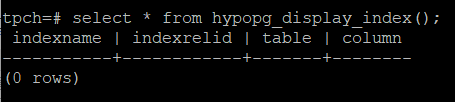 tpch=# select * from hypopg_display_index();
 indexname | indexrelid | table | column
-----------+------------+-------+--------
(0 rows)